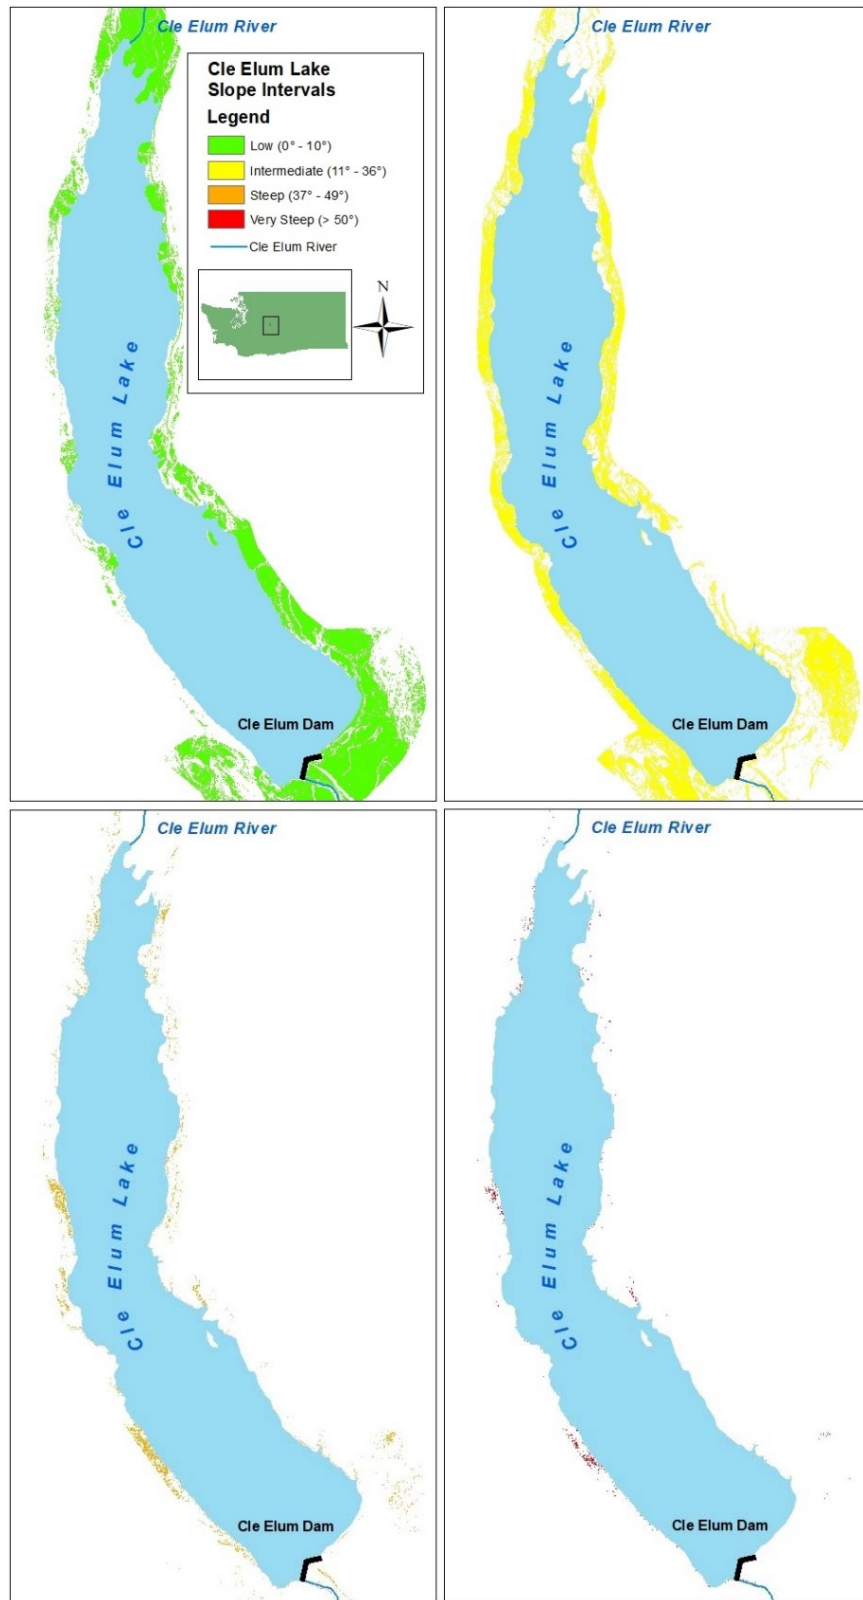 Cle Elum River
Cle Elum Lake
Slope Intervals
Legend
Low (0° - 10°)
Intermediate (11° - 36°)
Steep (37° - 49°)
Very Steep (> 50°)
Cle Elum River
N
Cle Elum Lake
Cle Elum Dam
Cle Elum River
Cle Elum Lake
Cle Elum Dam
Cle Elum River
Cle Elum Lake
Cle Elum Dam
Cle Elum River
Cle Elum Lake
Cle Elum Dam